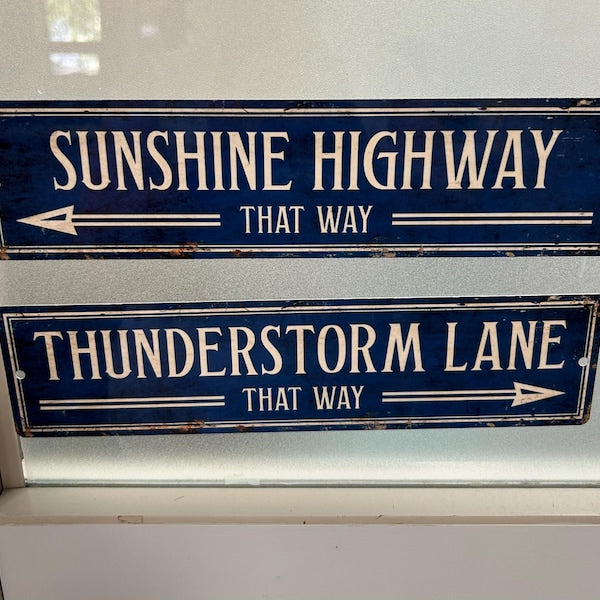 SUNSHINE HIGHWAY
THAT WAY
THUNDERSTORM LANE
THAT WAY